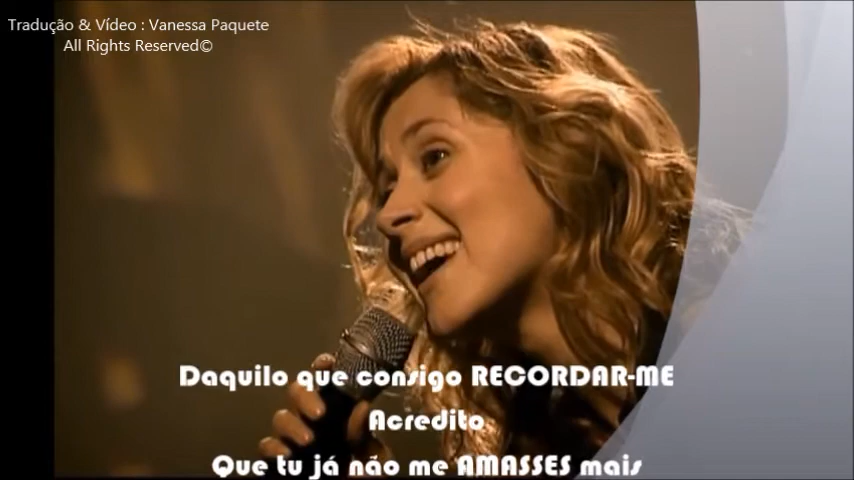 Tradução & Vídeo : Vanessa Paquete
All Rights Reserved©
Daquilo que consigo RECORDAR-ME
Acredito
Que tu já não me AMASSES mais